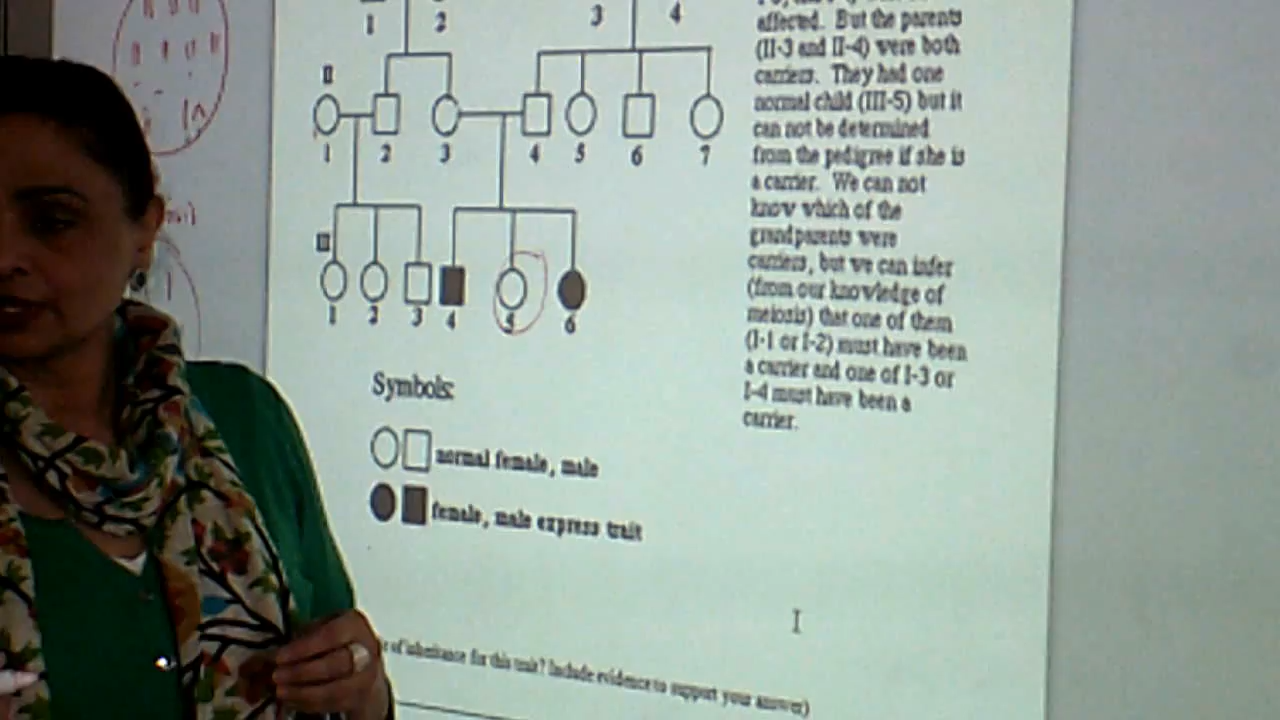 1 2 3 4
II
1 2 3 4 5 6 7
III
1 2 3 4 5 6
Symbols:
normal female, male
female, male express trait
affected. But the parents
(II-3 and II-4) were both
carriers. They had one
normal child (III-5) but it
can not be determined
from the pedigree if she is
a carrier. We can not
know which of the
grandparents were
carriers, but we can infer
(from our knowledge of
meiosis) that one of them
(I-1 or I-2) must have been
a carrier and one of I-3 or
I-4 must have been a
carrier.
of inheritance for this trait? Include evidence to support your answer)